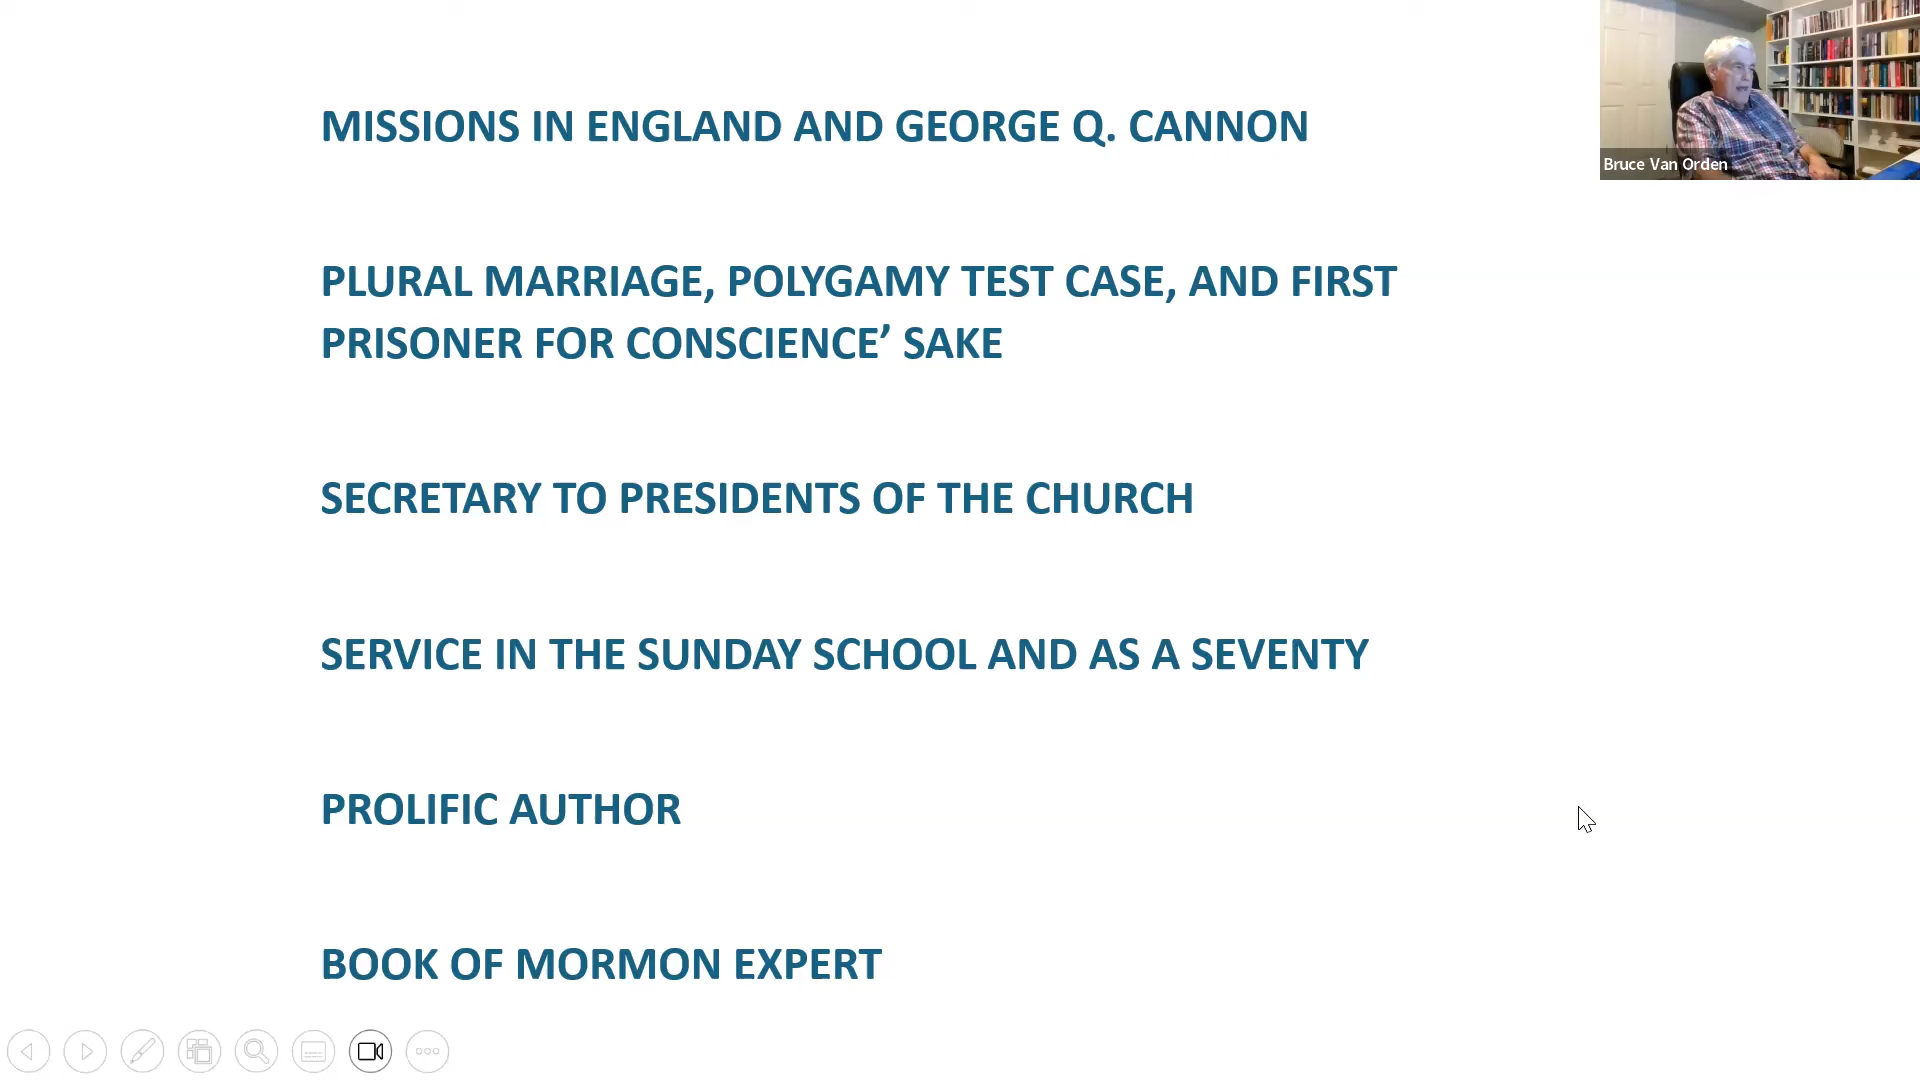 MISSIONS IN ENGLAND AND GEORGE Q. CANNON
Bruce Van Orden
PLURAL MARRIAGE, POLYGAMY TEST CASE, AND FIRST
PRISONER FOR CONSCIENCE’ SAKE
SECRETARY TO PRESIDENTS OF THE CHURCH
SERVICE IN THE SUNDAY SCHOOL AND AS A SEVENTY
PROLIFIC AUTHOR
BOOK OF MORMON EXPERT